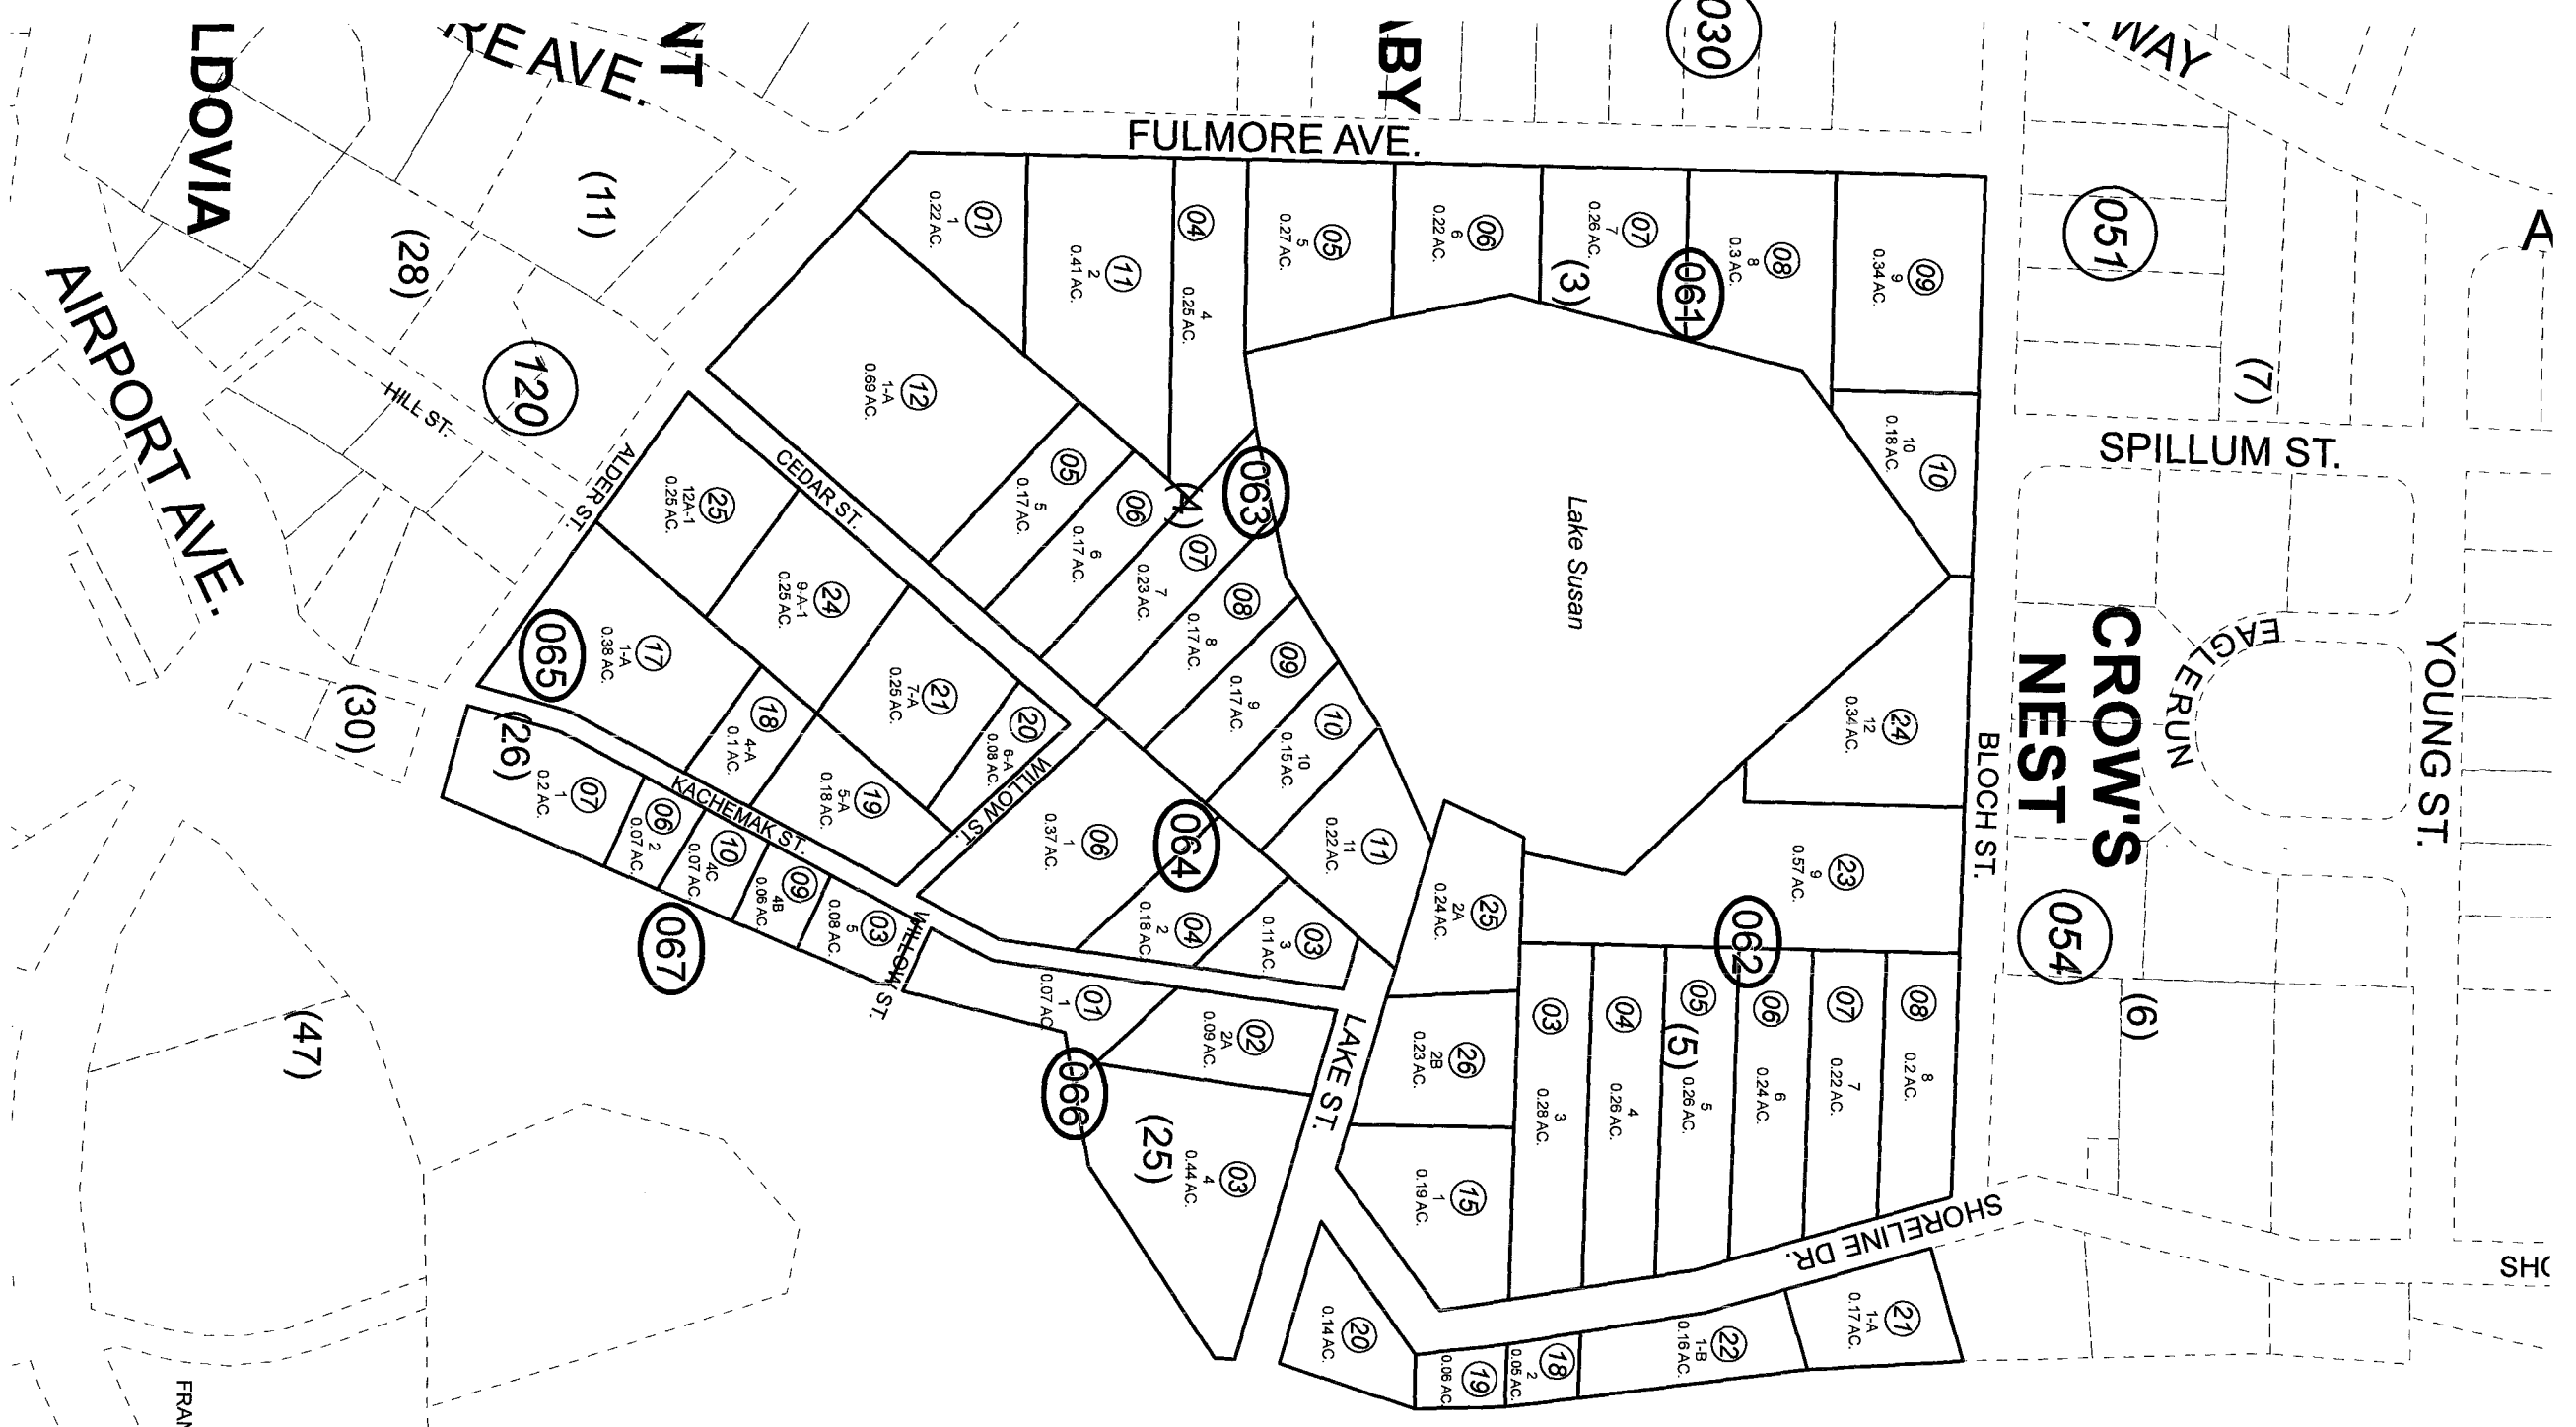 LDOVIA
RE AVE.
NT
ABY
030
WAY
A
FULMORE AVE.
051
(7)
(11)
(28)
120
AIRPORT AVE.
HILL ST.
ALDER ST.
(30)
01
1
0.22 AC.
11
2
0.41 AC.
04
4
0.25 AC.
05
5
0.27 AC.
06
6
0.22 AC.
07
7
0.26 AC.
(3)
061
08
8
0.3 AC.
09
9
0.34 AC.
10
10
0.18 AC.
SPILLUM ST.
Lake Susan
12
1-A
0.69 AC.
05
5
0.17 AC.
06
6
0.17 AC.
(4)
063
07
7
0.23 AC.
08
8
0.17 AC.
09
9
0.17 AC.
10
10
0.15 AC.
11
11
0.22 AC.
CEDAR ST.
25
12A-1
0.25 AC.
24
9-A-1
0.25 AC.
21
7-A
0.25 AC.
20
6-A
0.08 AC.
17
1-A
0.38 AC.
065
18
4-A
0.1 AC.
19
5-A
0.18 AC.
WILLOW ST.
KACHEMAK ST.
(26)
07
1
0.2 AC.
06
2
0.07 AC.
10
4C
0.07 AC.
09
4B
0.06 AC.
03
5
0.08 AC.
067
WILLOW ST.
06
1
0.37 AC.
064
04
2
0.18 AC.
03
3
0.11 AC.
01
1
0.07 AC
02
2A
0.09 AC.
066
(25)
03
4
0.44 AC.
LAKE ST.
24
12
0.34 AC.
23
9
0.57 AC.
062
BLOCH ST.
CROW'S
NEST
EAGLERUN
YOUNG ST.
054
(6)
25
2A
0.24 AC.
26
2B
0.23 AC.
15
1
0.19 AC.
03
3
0.28 AC.
04
4
0.26 AC.
05
(5)
5
0.26 AC.
06
6
0.24 AC.
07
7
0.22 AC.
08
8
0.2 AC.
SHORELINE DR.
20
0.14 AC.
19
0.06 AC.
18
2
0.05 AC.
22
1-B
0.16 AC.
21
1-A
0.17 AC.
SHO
(47)
FRAN